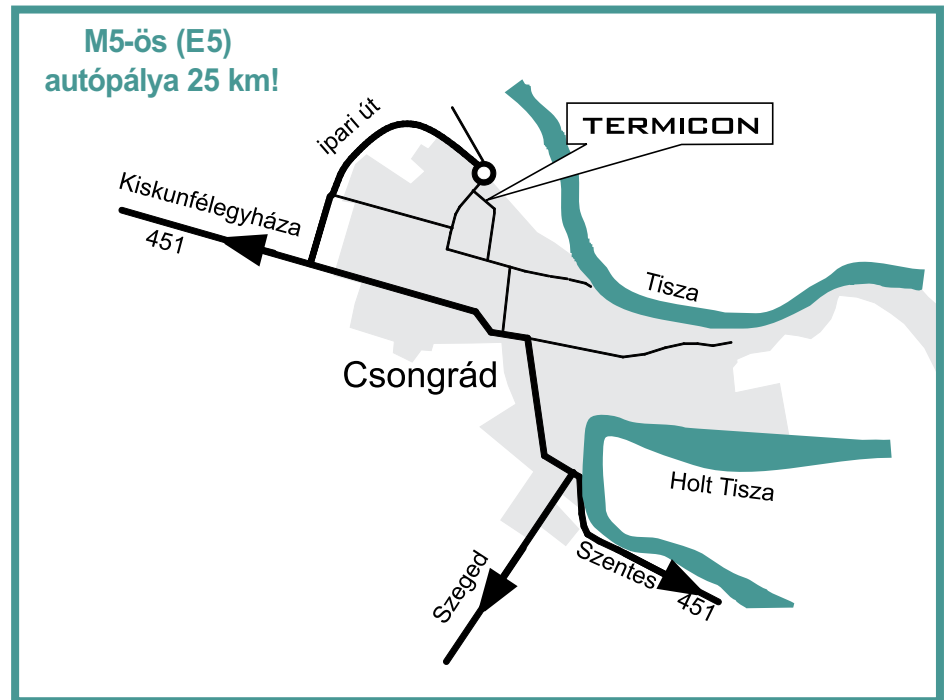 M5-ös (E5)
autópálya 25 km!
ipari út
TERMICON
Kiskunfélegyháza
451
Tisza
Csongrád
Holt Tisza
Szeged
Szentes
451